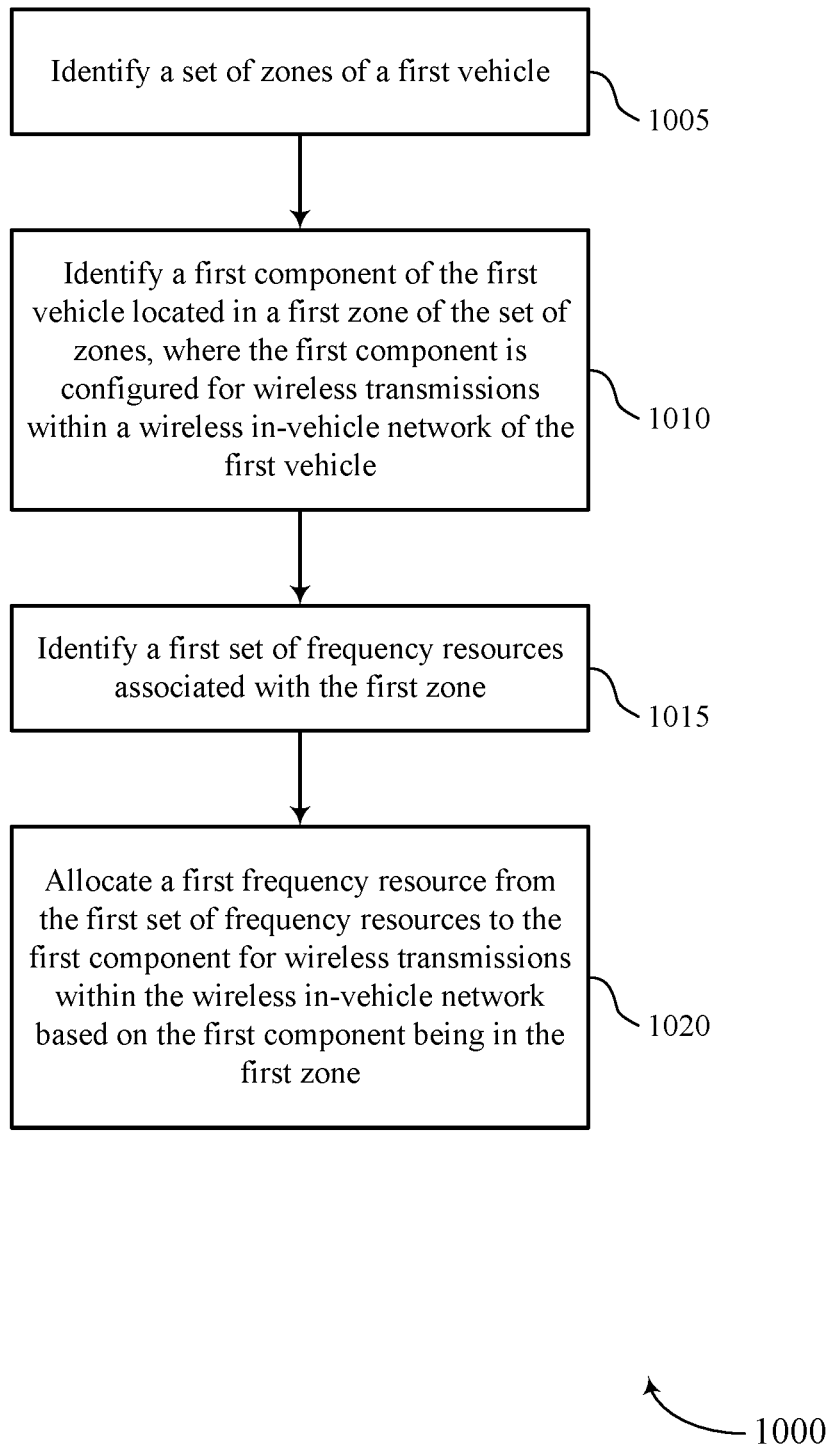 Identify a set of zones of a first vehicle
1005
Identify a first component of the first
vehicle located in a first zone of the set of
zones, where the first component is
configured for wireless transmissions
within a wireless in-vehicle network of the
first vehicle
1010
Identify a first set of frequency resources
associated with the first zone
1015
Allocate a first frequency resource from
the first set of frequency resources to the
first component for wireless transmissions
within the wireless in-vehicle network
based on the first component being in the
first zone
1020
1000